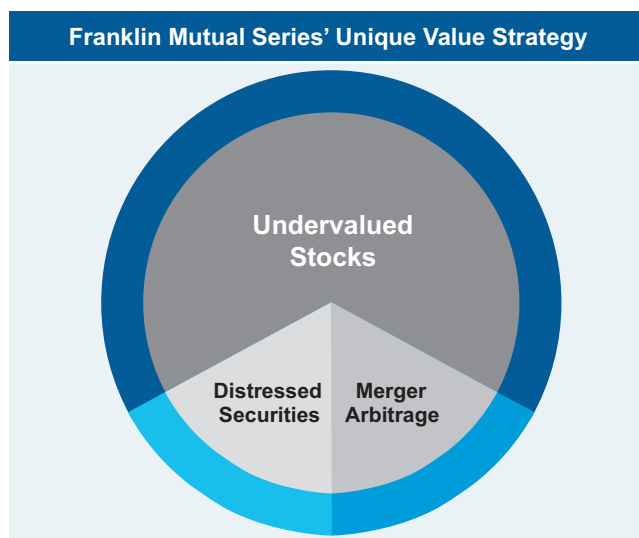 Franklin Mutual Series’ Unique Value Strategy
Undervalued
Stocks
Distressed
Securities
Merger
Arbitrage